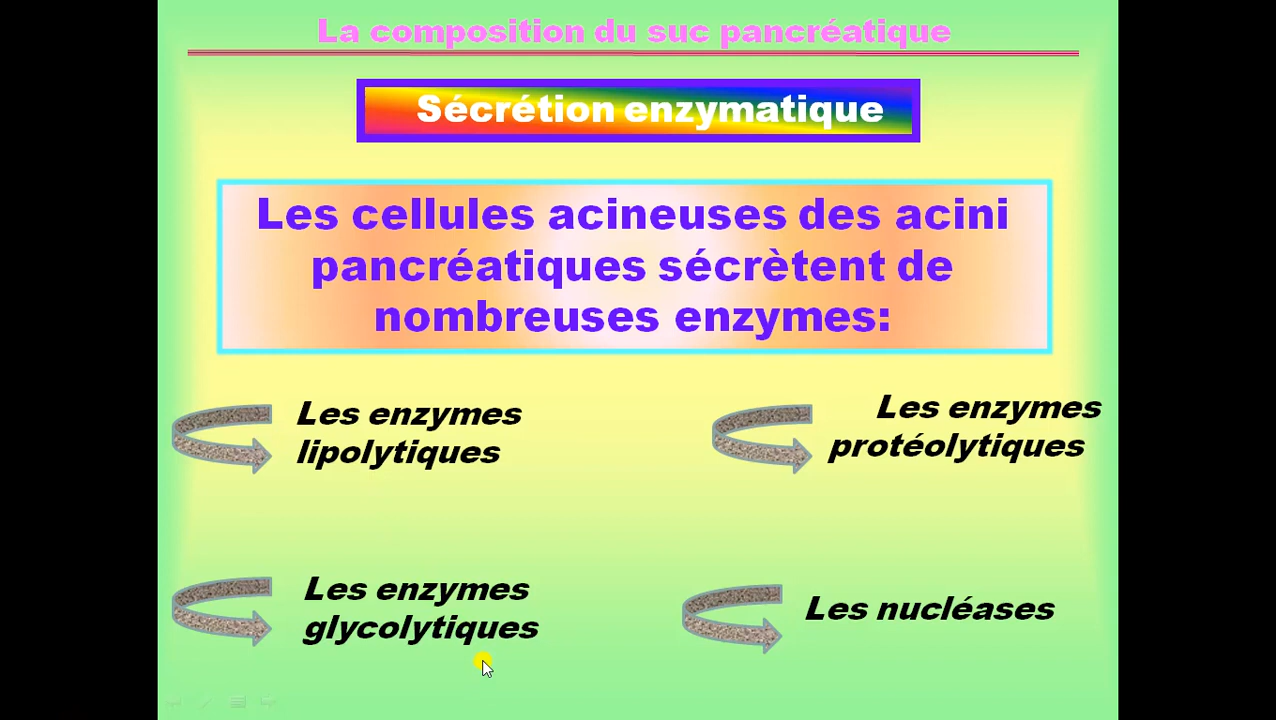 La composition du suc pancréatique
Sécrétion enzymatique
Les cellules acineuses des acini
pancréatiques sécrètent de
nombreuses enzymes:
Les enzymes
lipolytiques
Les enzymes
protéolytiques
Les enzymes
glycolytiques
Les nucléases